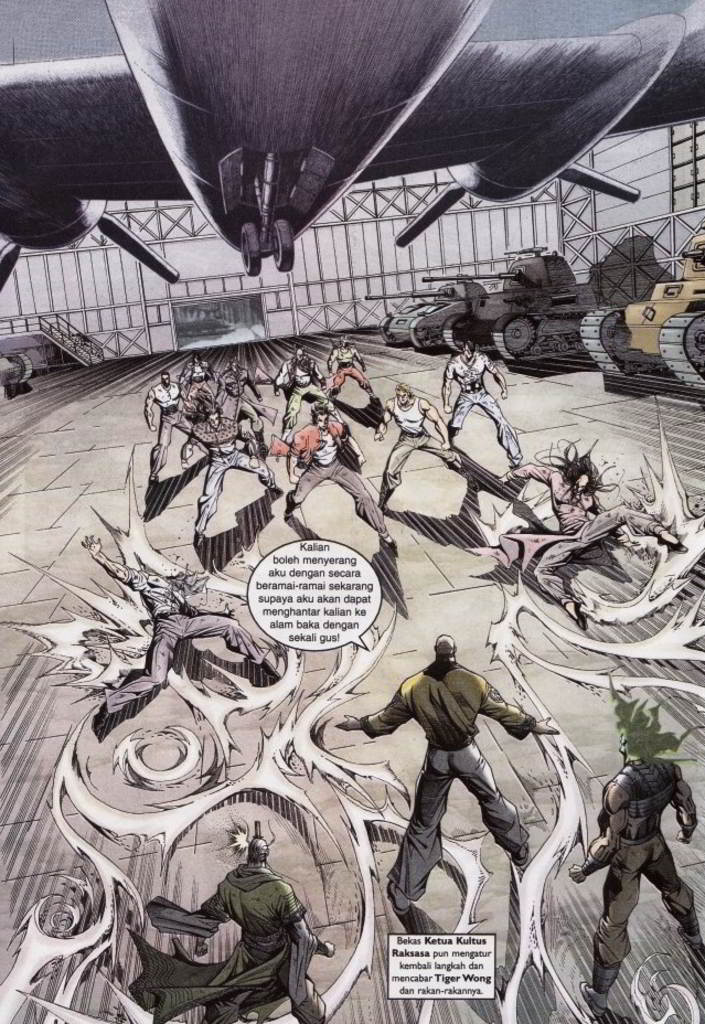 Kalian
boleh menyerang
aku dengan secara
beramai-ramai sekarang
supaya aku akan dapat
menghantar kalian ke
alam baka dengan
sekali gus!
Bekas Ketua Kultus
Raksasa pun mengatur
kembali langkah dan
mencabar Tiger Wong
dan rakan-rakannya.